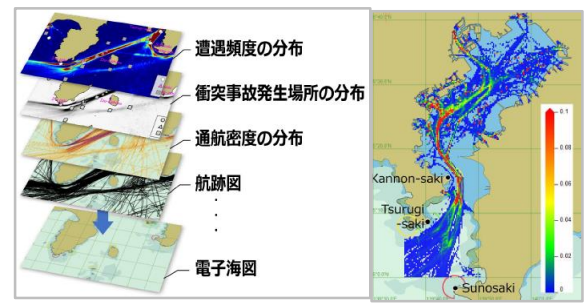 遭遇頻度の分布
衝突事故発生場所の分布
通航密度の分布
航跡図
・
・
・
電子海図
Kannon-saki
Tsurugi
-saki
Sunosaki
0.1
0.08
0.06
0.04
0.02
0